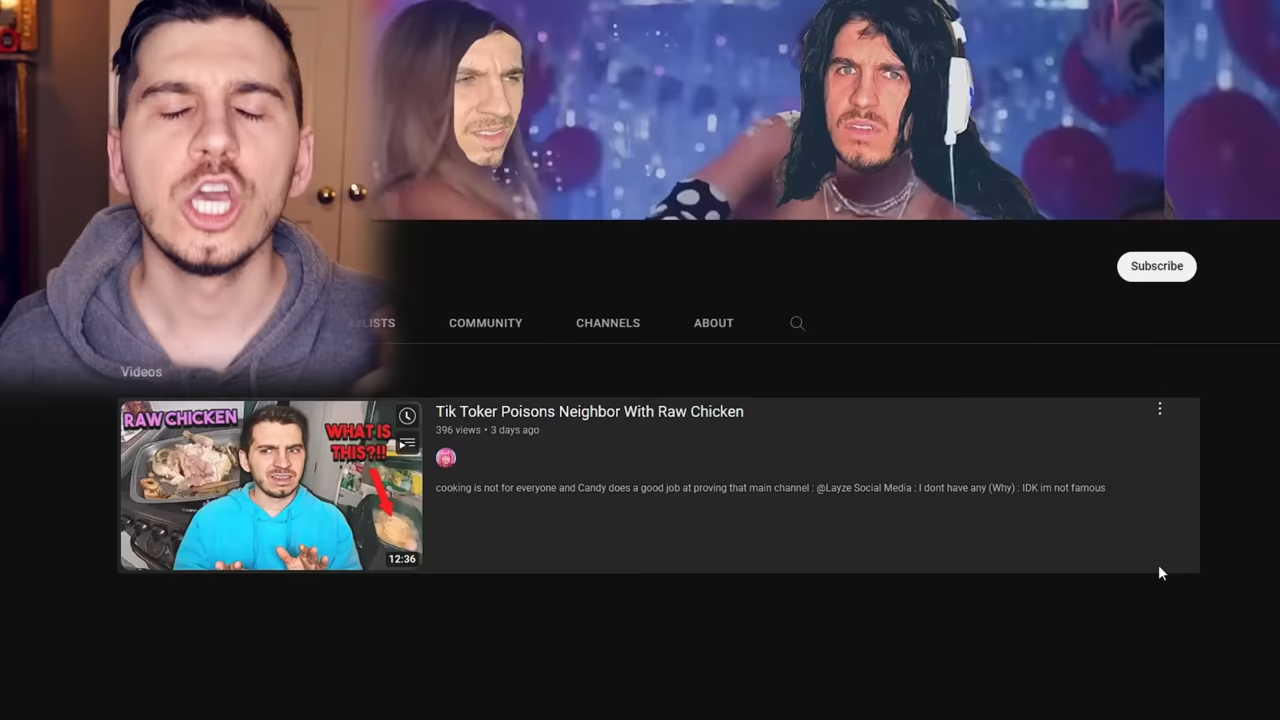 Subscribe
LISTS
COMMUNITY
CHANNELS
ABOUT
Videos
RAW CHICKEN
WHAT IS
THIS?!!
12:36
Tik Toker Poisons Neighbor With Raw Chicken
396 views • 3 days ago
cooking is not for everyone and Candy does a good job at proving that main channel : @Layze Social Media : I dont have any (Why) : IDK im not famous